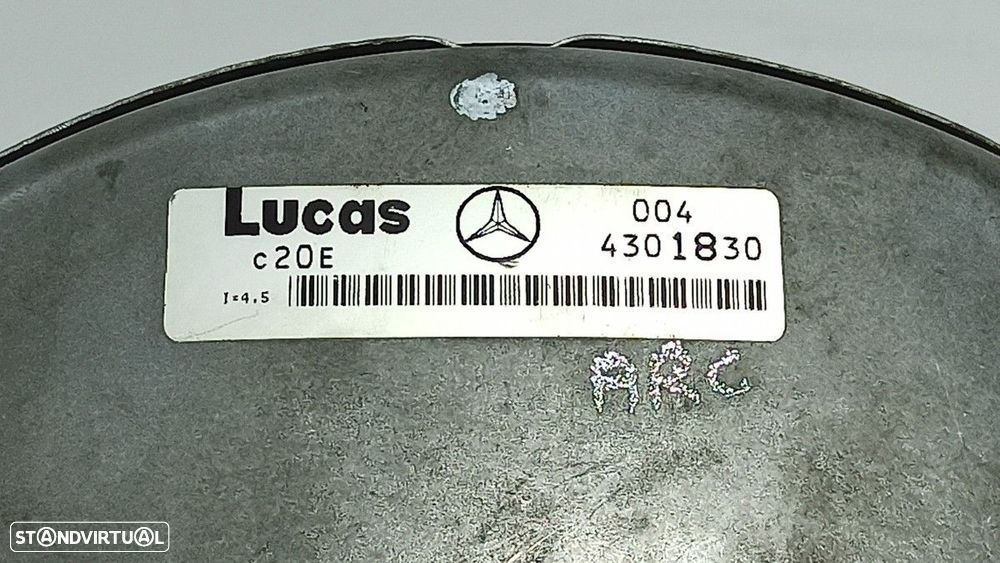 Lucas
004
c20E
4301830
I=4,5
ARC
STANDVIRTUAL